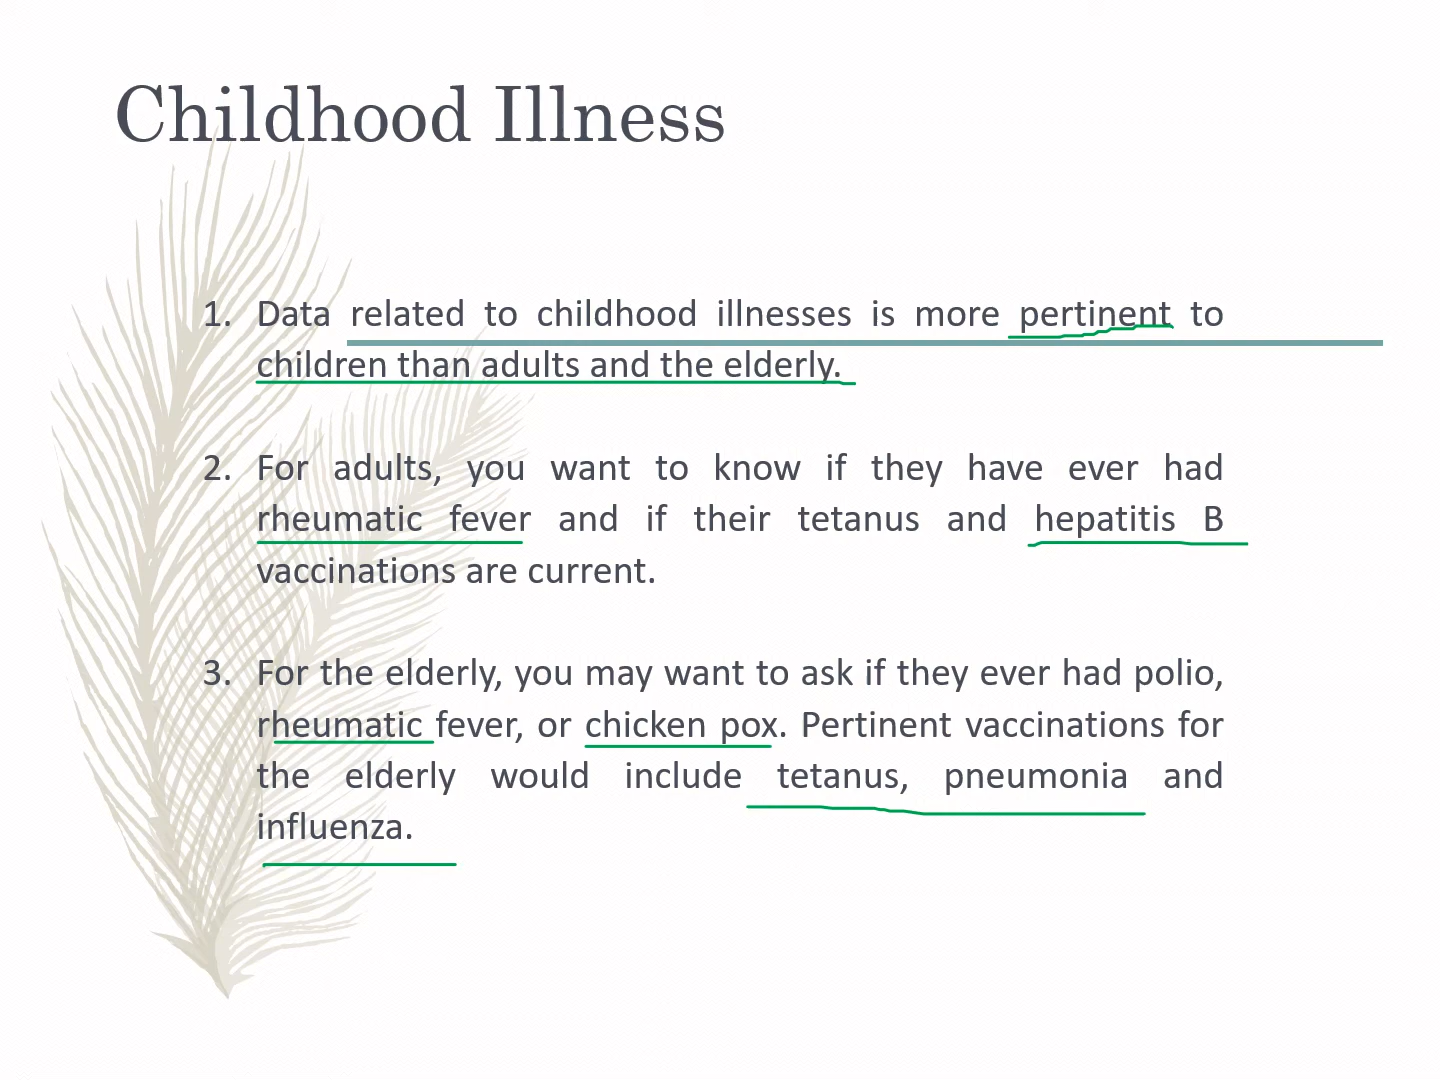 Childhood Illness
1. Data related to childhood illnesses is more pertinent to
children than adults and the elderly.
2. For adults, you want to know if they have ever had
rheumatic fever and if their tetanus and hepatitis B
vaccinations are current.
3. For the elderly, you may want to ask if they ever had polio,
rheumatic fever, or chicken pox. Pertinent vaccinations for
the elderly would include tetanus, pneumonia and
influenza.